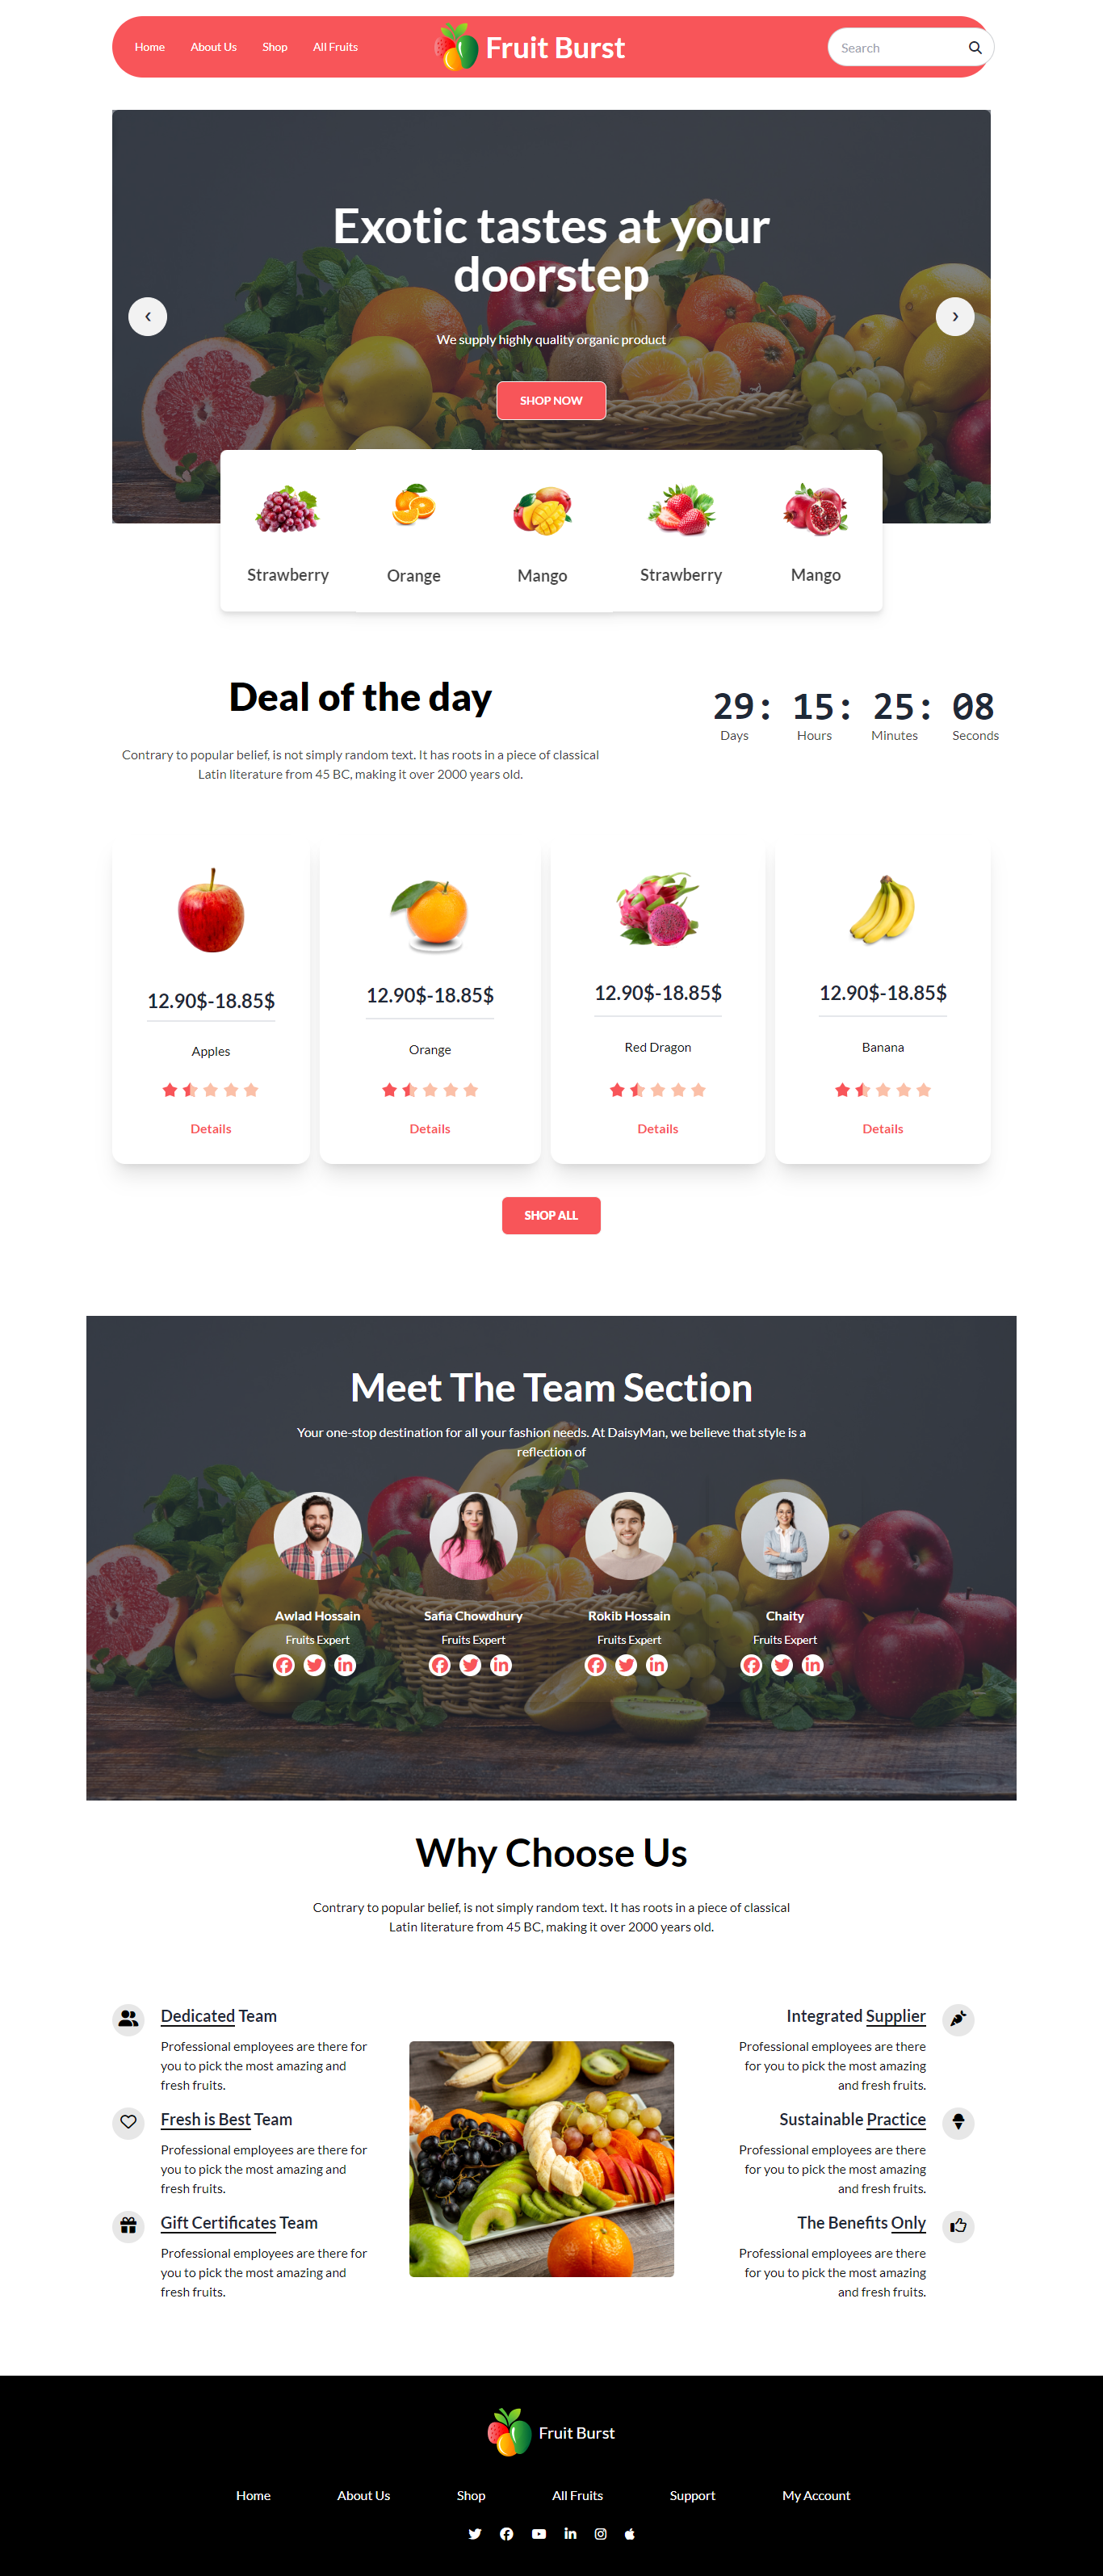 Home About Us Shop All Fruits Fruit Burst Search
Exotic tastes at your
doorstep
We supply highly quality organic product
SHOP NOW
Strawberry Orange Mango Strawberry Mango
Deal of the day
29: 15: 25: 08
Days Hours Minutes Seconds
Contrary to popular belief, is not simply random text. It has roots in a piece of classical
Latin literature from 45 BC, making it over 2000 years old.
12.90$-18.85$ 12.90$-18.85$ 12.90$-18.85$ 12.90$-18.85$
Apples Orange Red Dragon Banana
Details Details Details Details
SHOP ALL
Meet The Team Section
Your one-stop destination for all your fashion needs. At DaisyMan, we believe that style is a
reflection of
Awlad Hossain Safia Chowdhury Rokib Hossain Chaity
Fruits Expert Fruits Expert Fruits Expert Fruits Expert
Why Choose Us
Contrary to popular belief, is not simply random text. It has roots in a piece of classical
Latin literature from 45 BC, making it over 2000 years old.
Dedicated Team
Professional employees are there for
you to pick the most amazing and
fresh fruits.
Fresh is Best Team
Professional employees are there for
you to pick the most amazing and
fresh fruits.
Gift Certificates Team
Professional employees are there for
you to pick the most amazing and
fresh fruits.
Integrated Supplier
Professional employees are there
for you to pick the most amazing
and fresh fruits.
Sustainable Practice
Professional employees are there
for you to pick the most amazing
and fresh fruits.
The Benefits Only
Professional employees are there
for you to pick the most amazing
and fresh fruits.
Fruit Burst
Home About Us Shop All Fruits Support My Account